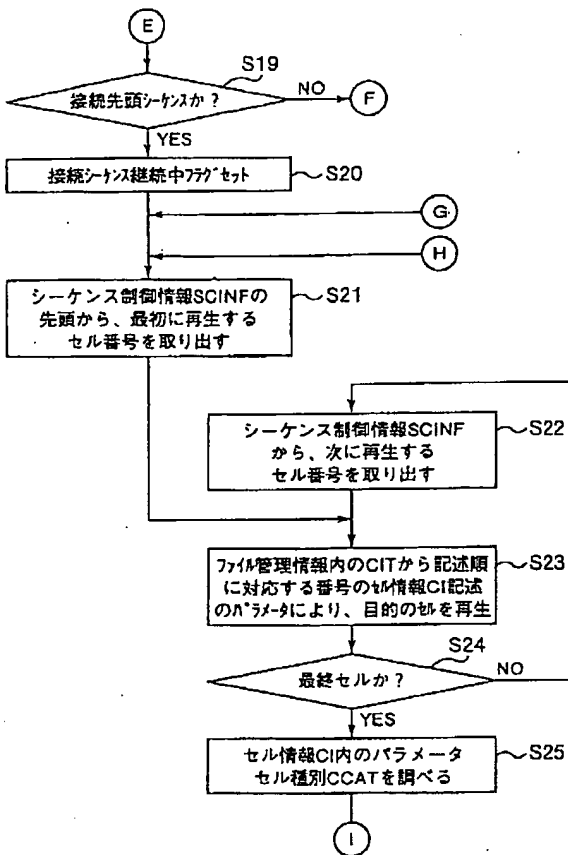 E
S19
接続先頭シーケンスか?
NO
F
YES
接続シーケンス継続中フラグセット
S20
G
H
シーケンス制御情報SCINFの
先頭から、最初に再生する
セル番号を取り出す
S21
シーケンス制御情報SCINF
から、次に再生する
セル番号を取り出す
S22
ファイル管理情報内のCITから記述順
に対応する番号のセル情報CI記述
のパラメータにより、目的のセルを再生
S23
S24
最終セルか?
NO
YES
セル情報CI内のパラメータ
セル種別CCATを調べる
S25
I